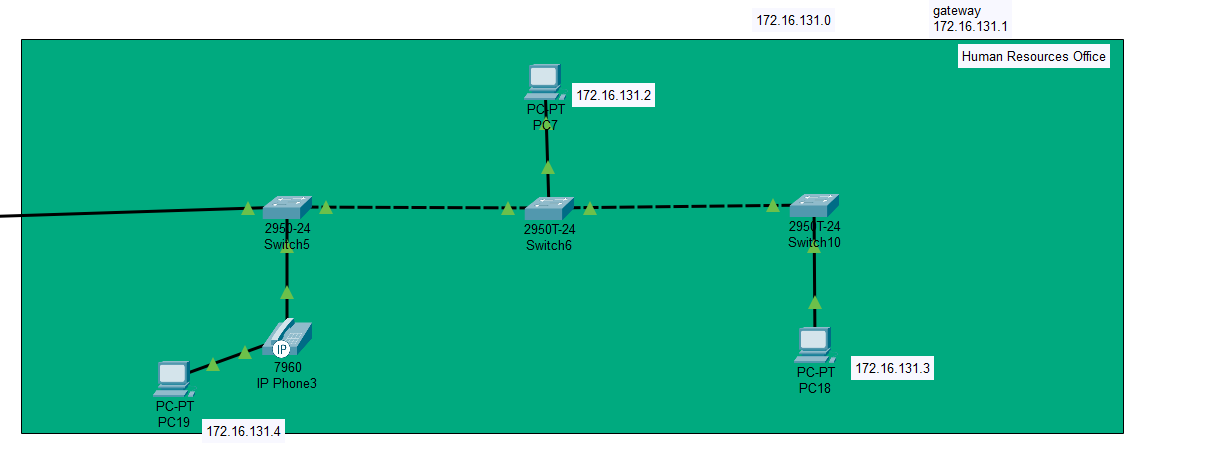 172.16.131.0
gateway
172.16.131.1
Human Resources Office
172.16.131.2
PC-PT
PC7
2950-24
Switch5
2950T-24
Switch6
2950T-24
Switch10
IP
7960
IP Phone3
172.16.131.3
PC-PT
PC18
PC-PT
PC19
172.16.131.4